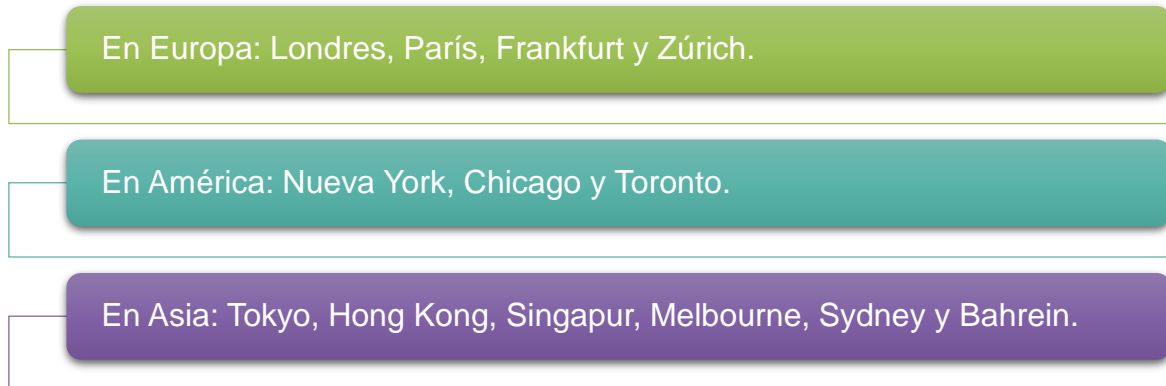 En Europa: Londres, París, Frankfurt y Zúrich.
En América: Nueva York, Chicago y Toronto.
En Asia: Tokyo, Hong Kong, Singapur, Melbourne, Sydney y Bahrein.